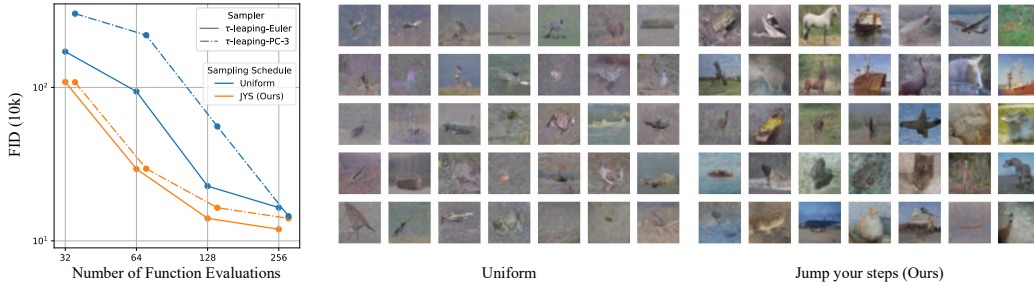 Sampler
τ-leaping-Euler
τ-leaping-PC-3
Sampling Schedule
Uniform
JYS (Ours)
FID (10k)
10²
10¹
32
64
128
256
Number of Function Evaluations
Uniform
Jump your steps (Ours)